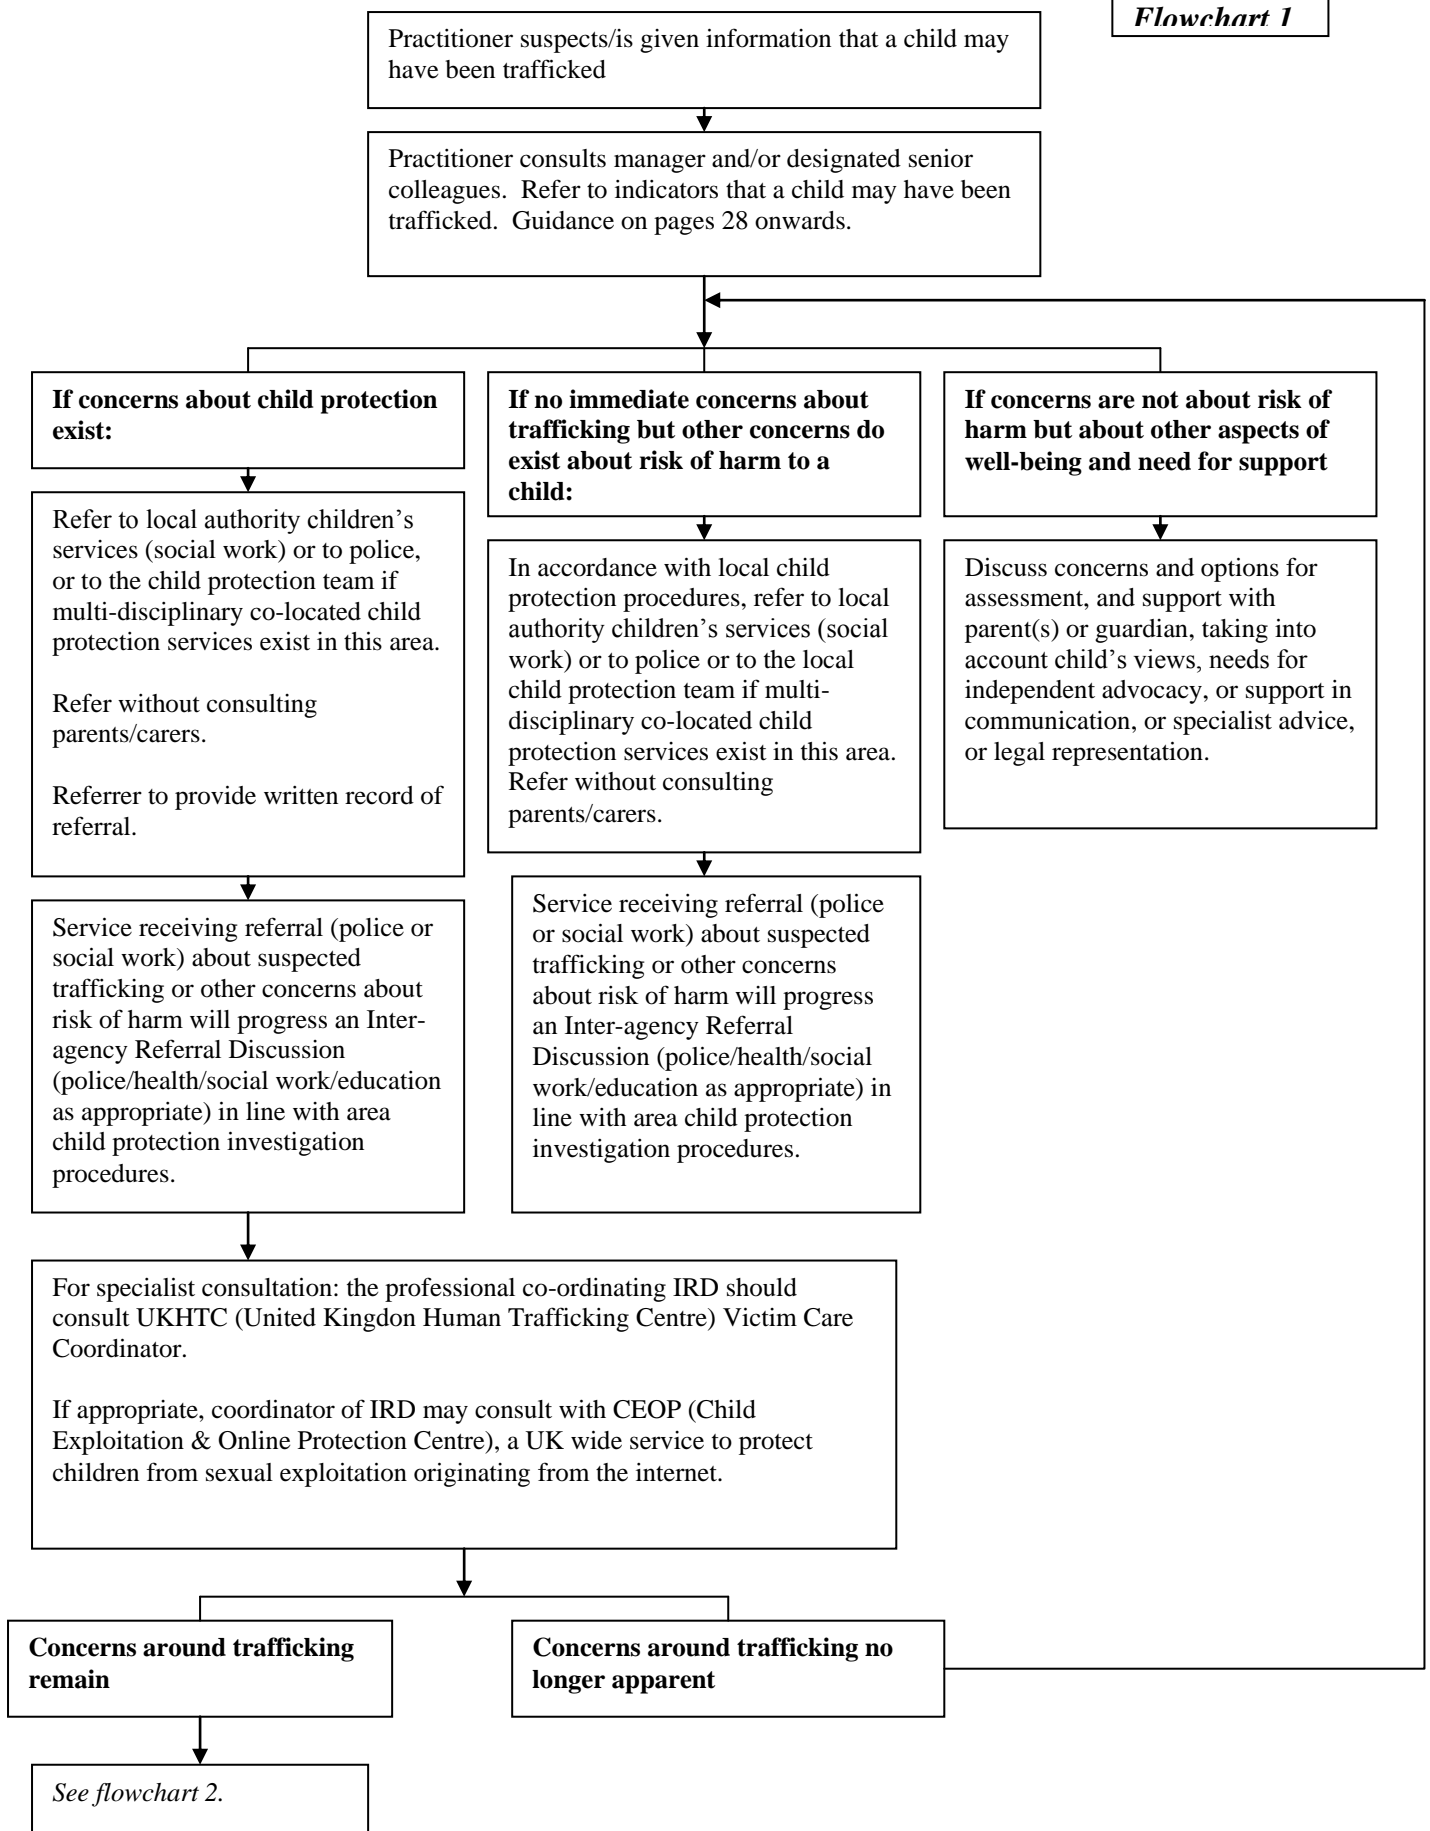 Flowchart 1
Practitioner suspects/is given information that a child may
have been trafficked
Practitioner consults manager and/or designated senior
colleagues.  Refer to indicators that a child may have been
trafficked.  Guidance on pages 28 onwards.
If concerns about child protection
exist:
Refer to local authority children's
services (social work) or to police,
or to the child protection team if
multi-disciplinary co-located child
protection services exist in this area.
Refer without consulting
parents/carers.
Referrer to provide written record of
referral.
Service receiving referral (police or
social work) about suspected
trafficking or other concerns about
risk of harm will progress an Inter-
agency Referral Discussion
(police/health/social work/education
as appropriate) in line with area
child protection investigation
procedures.
If no immediate concerns about
trafficking but other concerns do
exist about risk of harm to a
child:
In accordance with local child
protection procedures, refer to local
authority children's services (social
work) or to police or to the local
child protection team if multi-
disciplinary co-located child
protection services exist in this area.
Refer without consulting
parents/carers.
Service receiving referral (police
or social work) about suspected
trafficking or other concerns
about risk of harm will progress
an Inter-agency Referral
Discussion (police/health/social
work/education as appropriate) in
line with area child protection
investigation procedures.
If concerns are not about risk of
harm but about other aspects of
well-being and need for support
Discuss concerns and options for
assessment, and support with
parent(s) or guardian, taking into
account child's views, needs for
independent advocacy, or support in
communication, or specialist advice,
or legal representation.
For specialist consultation: the professional co-ordinating IRD should
consult UKHTC (United Kingdon Human Trafficking Centre) Victim Care
Coordinator.
If appropriate, coordinator of IRD may consult with CEOP (Child
Exploitation & Online Protection Centre), a UK wide service to protect
children from sexual exploitation originating from the internet.
Concerns around trafficking
remain
Concerns around trafficking no
longer apparent
See flowchart 2.